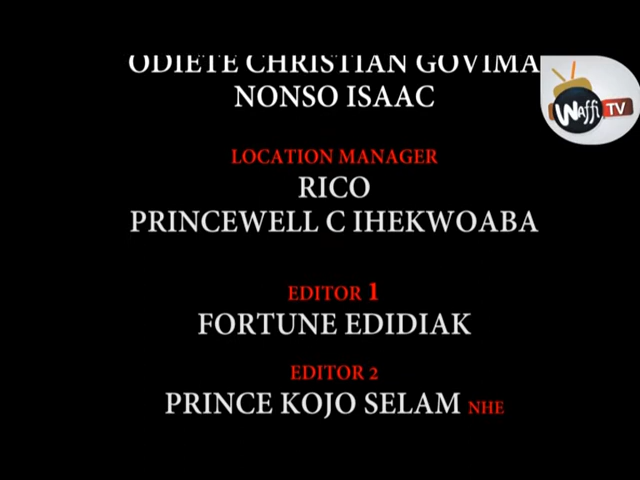 ODIETE CHRISTIAN GOVIMA
NONSO ISAAC
Waffi TV
LOCATION MANAGER
RICO
PRINCEWELL C IHEKWOABA
EDITOR 1
FORTUNE EDIDIAK
EDITOR 2
PRINCE KOJO SELAM NHE